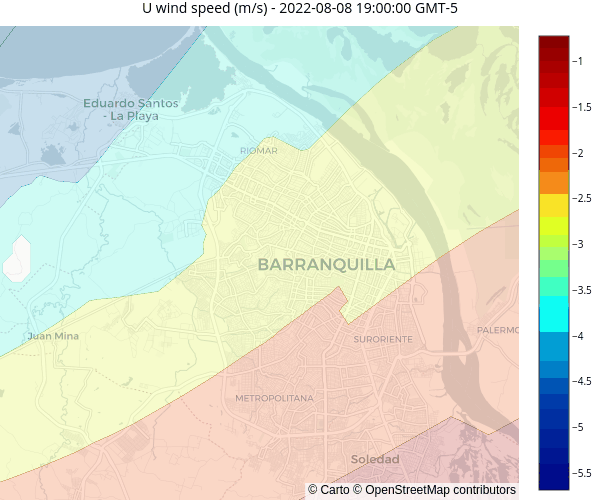 U wind speed (m/s) - 2022-08-08 19:00:00 GMT-5
Eduardo Santos
- La Playa
RIOMAR
BARRANQUILLA
Juan Mina
SURORIENTE
PALERMO
METROPOLITANA
Soledad
© Carto © OpenStreetMap contributors
−1
−1.5
−2
−2.5
−3
−3.5
−4
−4.5
−5
−5.5